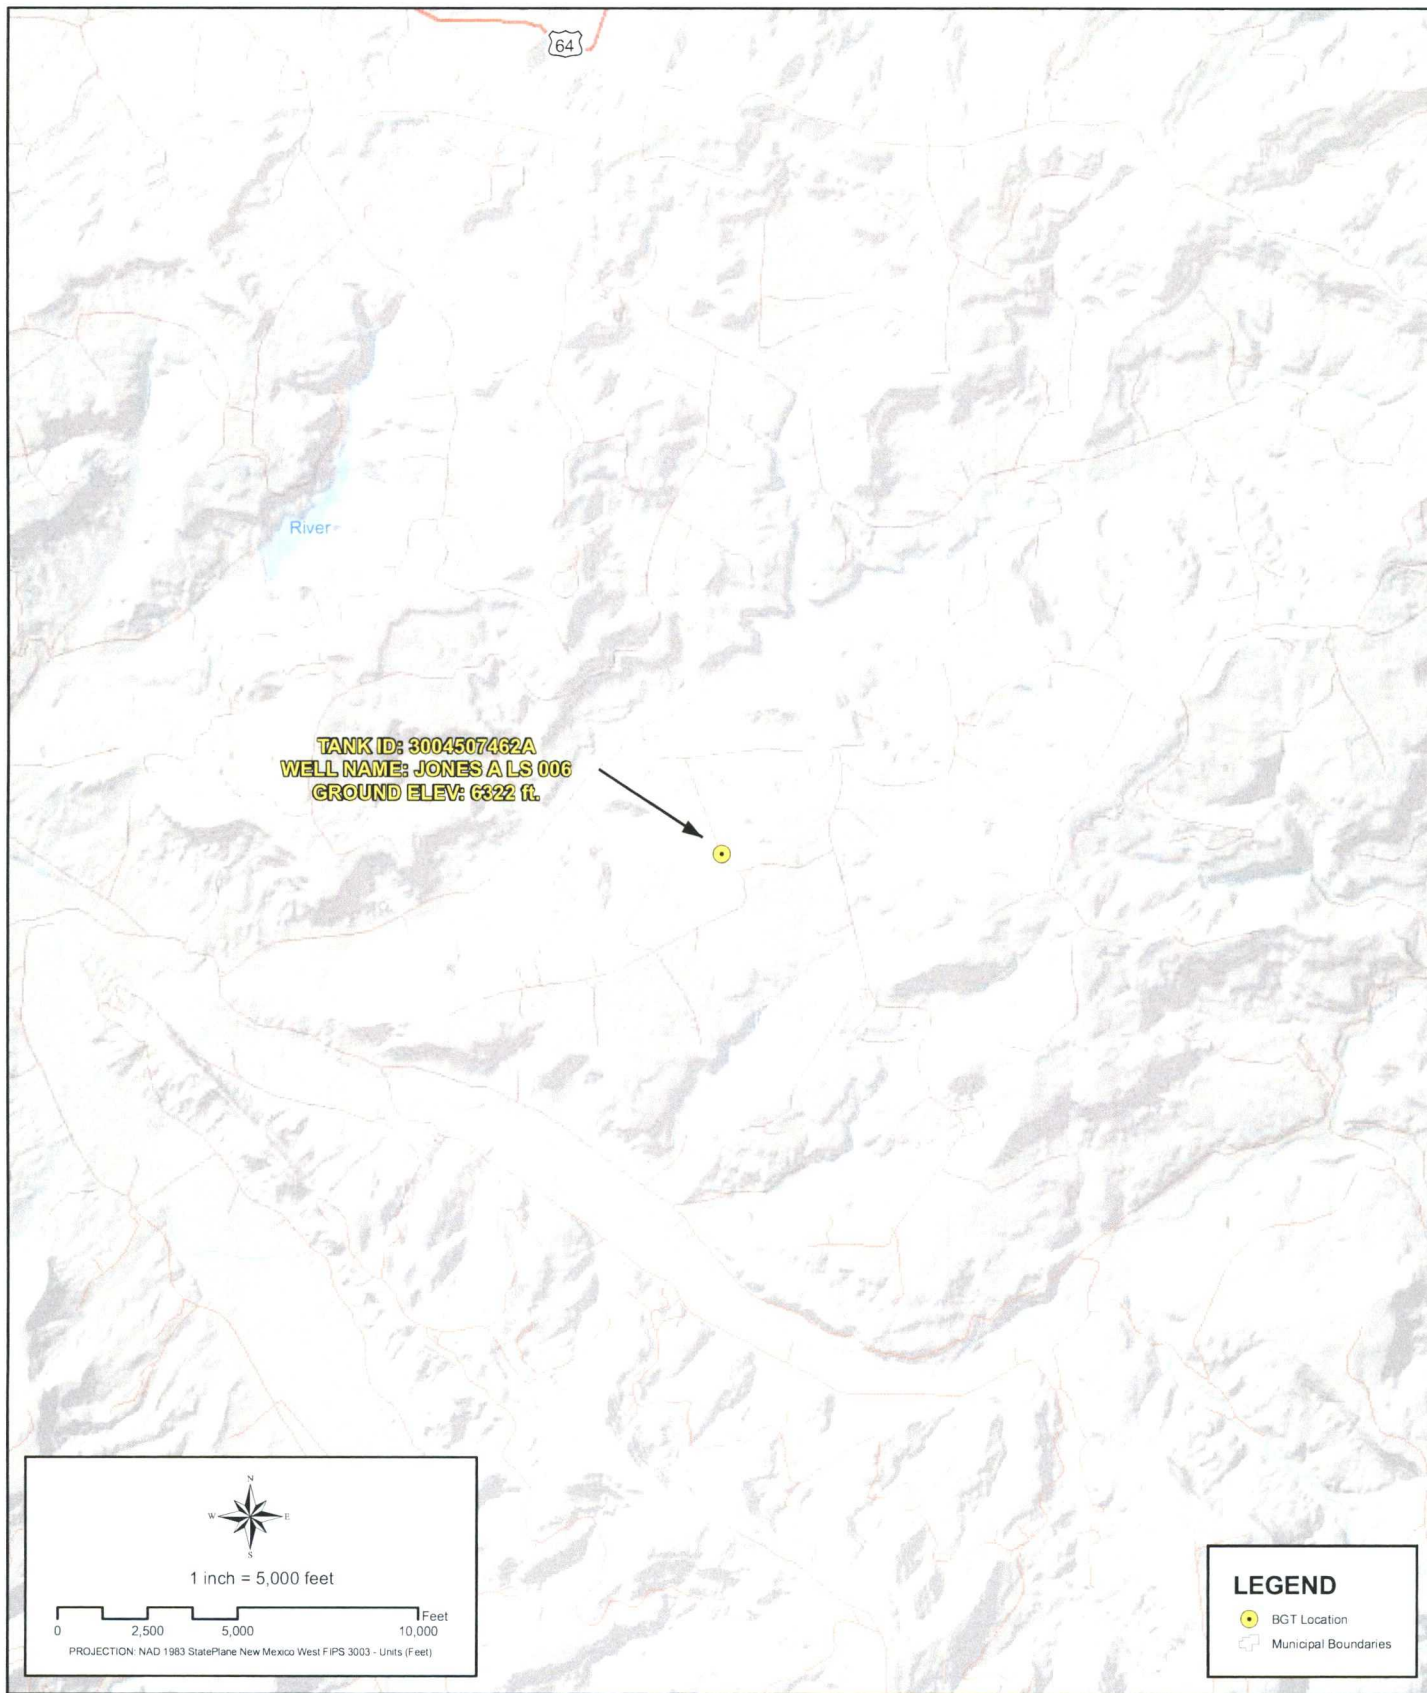 64
River
TANK ID: 3004507462A
WELL NAME: JONES A LS 006
GROUND ELEV: 6322 ft.
N
W E
S
1 inch = 5,000 feet
Feet
0 2,500 5,000 10,000
PROJECTION: NAD 1983 StatePlane New Mexico West FIPS 3003 - Units (Feet)
LEGEND
BGT Location
Municipal Boundaries